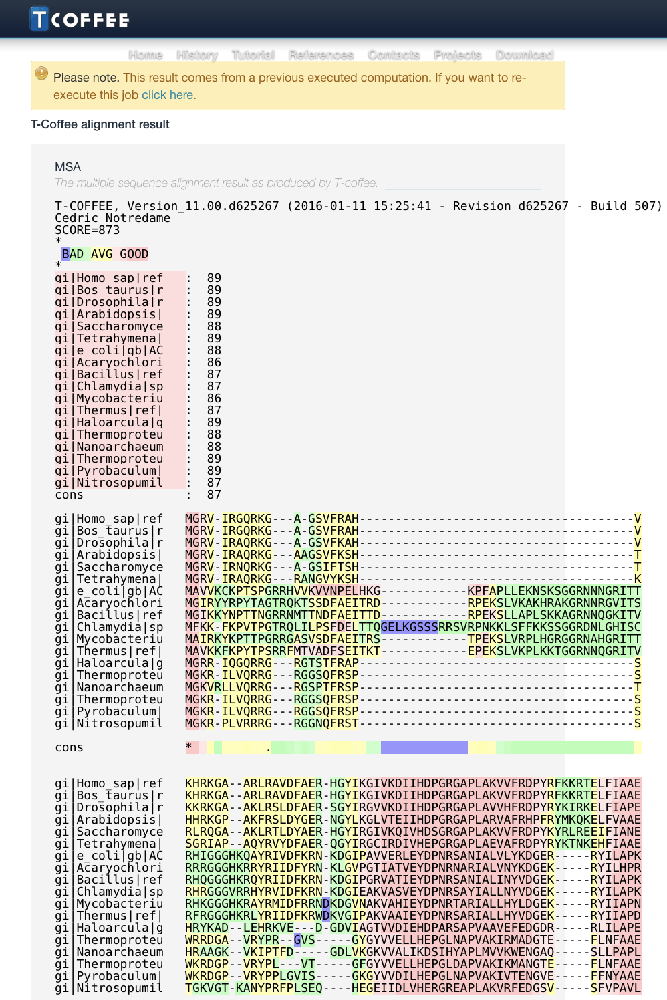 TCOFFEE
Home History Tutorial References Contacts Projects Download
Please note. This result comes from a previous executed computation. If you want to re-
execute this job click here.
T-Coffee alignment result
MSA
The multiple sequence alignment result as produced by T-coffee.
T-COFFEE, Version_11.00.d625267 (2016-01-11 15:25:41 - Revision d625267 - Build 507)
Cedric Notredame
SCORE=873
*
BAD AVG GOOD
*
gi|Homo_sap|ref : 89
gi|Bos_taurus|r : 89
gi|Drosophila|r : 89
gi|Arabidopsis| : 89
gi|Saccharomyce : 88
gi|Tetrahymena| : 89
gi|e_coli|gb|AC : 88
gi|Acaryochlori : 86
gi|Bacillus|ref : 87
gi|Chlamydia|sp : 87
gi|Mycobacteriu : 86
gi|Thermus|ref| : 87
gi|Haloarcula|g : 89
gi|Thermoproteu : 88
gi|Nanoarchaeum : 88
gi|Thermoproteu : 89
gi|Pyrobaculum| : 89
gi|Nitrosopumil : 87
cons : 87
gi|Homo_sap|ref MGRV-IRGQRKG---A-GSVFRAH--------------------------------------V
gi|Bos_taurus|r MGRV-IRGQRKG---A-GSVFRAH--------------------------------------V
gi|Drosophila|r MGRV-IRAQRKG---A-GSVFKAH--------------------------------------V
gi|Arabidopsis| MGRV-IRAQRKG---AAGSVFKSH--------------------------------------T
gi|Saccharomyce MGRV-IRNQRKG---A-GSIFTSH--------------------------------------T
gi|Tetrahymena| MGRV-IRAQRKG---RANGVYKSH--------------------------------------K
gi|e_coli|gb|AC MAVVKCKPTSPGRRHVVKVVNPELHKG------------KPFAPLLEKNSKSGGRNNNGRITT
gi|Acaryochlori MGIRYYRPYTAGTRQKTSSDFAEITRD------------RPEKSLVKAKHRAKGRNNRGVITS
gi|Bacillus|ref MGIKKYNPTTNGRRNMTTNDFAEITTD------------RPEKSLLAPLSKKAGRNNQGKITV
gi|Chlamydia|sp MFKK-FKPVTPGTRQLILPSFDELTTQGELKGSSSRRSVRPNKKLSFFKKSSGGRDNLGHISC
gi|Mycobacteriu MAIRKYKPTTPGRRGASVSDFAEITRS------------TPEKSLVRPLHGRGGRNAHGRITT
gi|Thermus|ref| MAVKKFKPYTPSRRFMTVADFSEITKT------------EPEKSLVKPLKKTGGRNNQGRITV
gi|Haloarcula|g MGRR-IQGQRRG---RGTSTFRAP--------------------------------------S
gi|Thermoproteu MGKR-ILVQRRG---RGGSQFRSP--------------------------------------S
gi|Nanoarchaeum MGKVRLLVQRRG---RGSPTFRSP--------------------------------------T
gi|Thermoproteu MGKR-ILVQRRG---RGGSQFRSP--------------------------------------S
gi|Pyrobaculum| MGKR-ILVQRRG---RGGSQFRSP--------------------------------------S
gi|Nitrosopumil MGKR-PLVRRRG---RGGNQFRST--------------------------------------S
cons * .
gi|Homo_sap|ref KHRKGA--ARLRAVDFAER-HGYIKGIVKDIIHDPGRGAPLAKVVFRDPYRFKKRTELFIAAE
gi|Bos_taurus|r KHRKGA--ARLRAVDFAER-HGYIKGIVKDIIHDPGRGAPLAKVVFRDPYRFKKRTELFIAAE
gi|Drosophila|r KKRKGA--AKLRSLDFAER-SGYIRGVVKDIIHDPGRGAPLAVVHFRDPYRYKIRKELFIAPE
gi|Arabidopsis| HHRKGP--AKFRSLDYGER-NGYLKGLVTEIIHDPGRGAPLARVAFRHPFRYMKQKELFVAAE
gi|Saccharomyce RLRQGA--AKLRTLDYAER-HGYIRGIVKQIVHDSGRGAPLAKVVFRDPYKYRLREEIFIANE
gi|Tetrahymena| SGRIAP--AQYRVYDYAER-QGYIRGCIRDIVHEPGRGAPLAEVAFRDPYRYKTNKEHFIAAE
gi|e_coli|gb|AC RHIGGGHKQAYRIVDFKRN-KDGIPAVVERLEYDPNRSANIALVLYKDGER-----RYILAPK
gi|Acaryochlori RRRGGGHKRRYRIIDFYRN-KLGVPGTIATVEYDPNRNARIALVNYKDGEK-----RYILHPR
gi|Bacillus|ref RHQGGGHKRQYRIIDFKRN-KDGIPGRVATIEYDPNRSANIALINYVDGEK-----RYILAPK
gi|Chlamydia|sp RHRGGGVRRHYRVIDFKRN-KDGIEAKVASVEYDPNRSAYIALLNYVDGEK-----RYILAPK
gi|Mycobacteriu RHKGGGHKRAYRMIDFRRNDKDGVNAKVAHIEYDPNRTARIALLHYLDGEK-----RYIIAPN
gi|Thermus|ref| RFRGGGHKRLYRIIDFKRWDKVGIPAKVAAIEYDPNRSARIALLHYVDGEK-----RYIIAPD
gi|Haloarcula|g HRYKAD--LEHRKVE---D-GDVIAGTVVDIEHDPARSAPVAAVEFEDGDR-----RLILAPE
gi|Thermoproteu WRRDGA--VRYPR--GVS-----GYGYVVELLHEPGLNAPVAKIRMADGTE-----FLNFAAE
gi|Nanoarchaeum HRAAGK--VKIPTFD-----GDLVKGKVVALIKDSIHYAPLMVVKWENGAQ-----SLLPAPL
gi|Thermoproteu WKRDGP--VRYPL---VT-----GFGYVVELLHEPGLDAPVAKIKMANGTE-----FLNFAAE
gi|Pyrobaculum| WKRDGP--VRYPPLGVIS-----GKGYVVDILHEPGLNAPVAKIVTENGVE-----FFNYAAE
gi|Nitrosopumil TGKVGT-KANYPRFPLSEQ----HEGEIIDLVHERGREAPLAKVRFEDGSV-----SFVPAVL